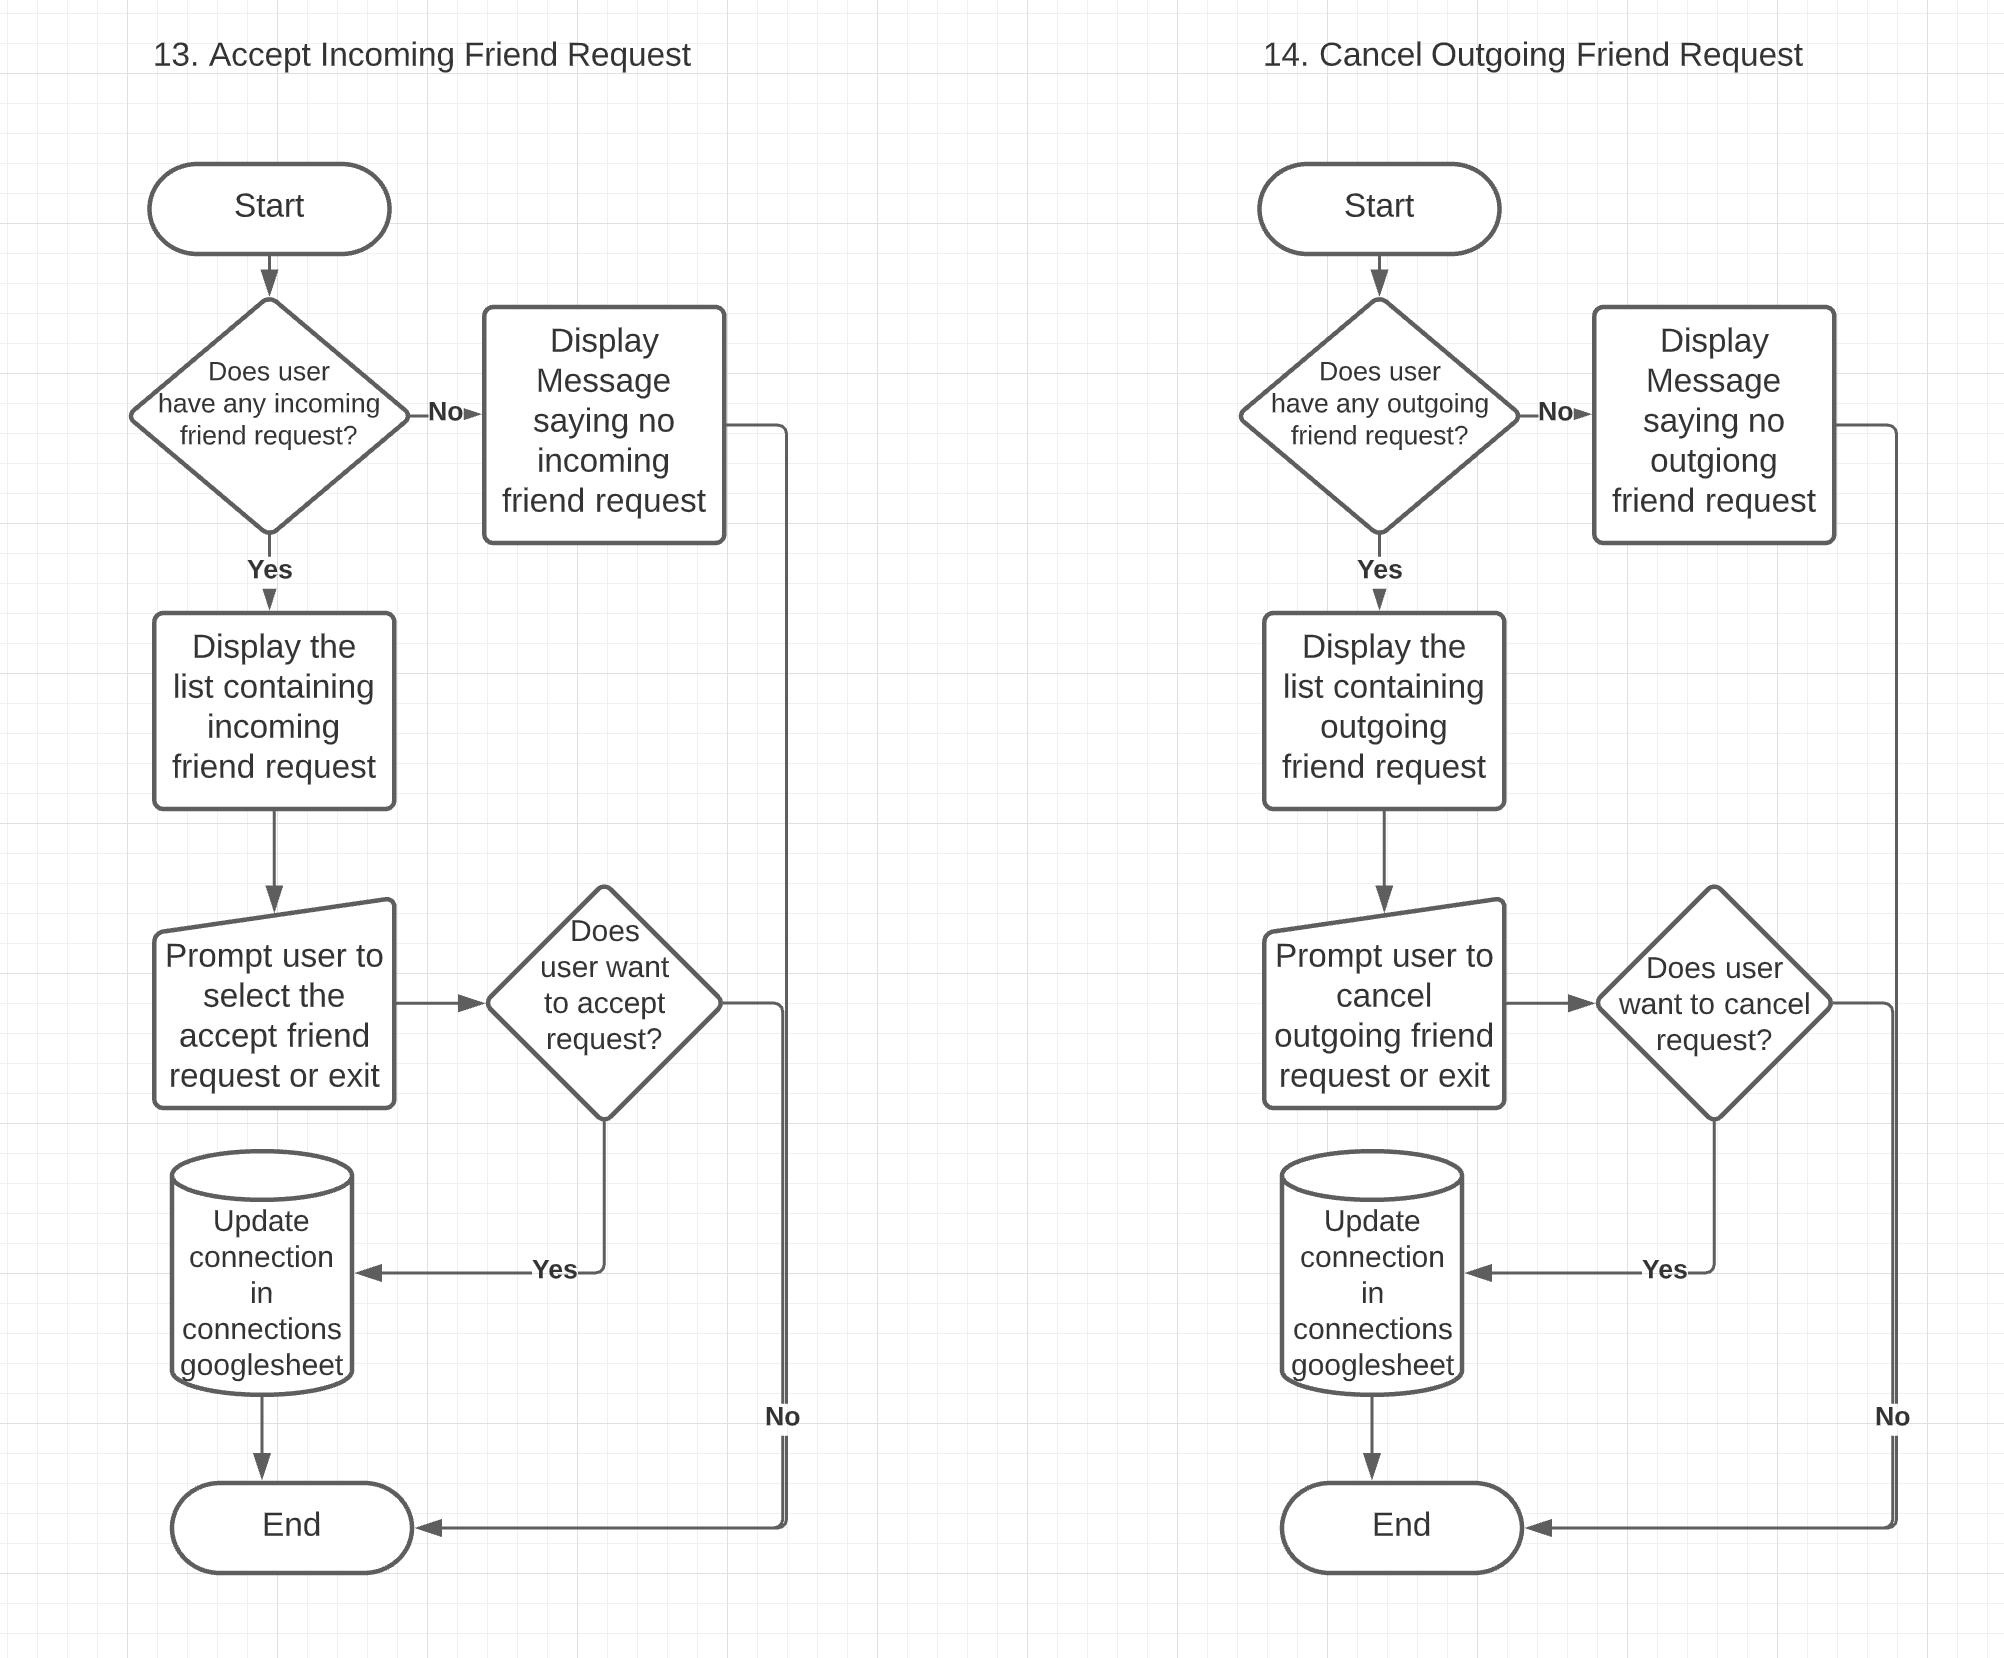 13. Accept Incoming Friend Request
Start
Does user
have any incoming
friend request?
No
Display
Message
saying no
incoming
friend request
Yes
Display the
list containing
incoming
friend request
Prompt user to
select the
accept friend
request or exit
Does
user want
to accept
request?
Update
connection
in
connections
googlesheet
Yes
No
End
14. Cancel Outgoing Friend Request
Start
Does user
have any outgoing
friend request?
No
Display
Message
saying no
outgiong
friend request
Yes
Display the
list containing
outgoing
friend request
Prompt user to
cancel
outgoing friend
request or exit
Does user
want to cancel
request?
Update
connection
in
connections
googlesheet
Yes
No
End